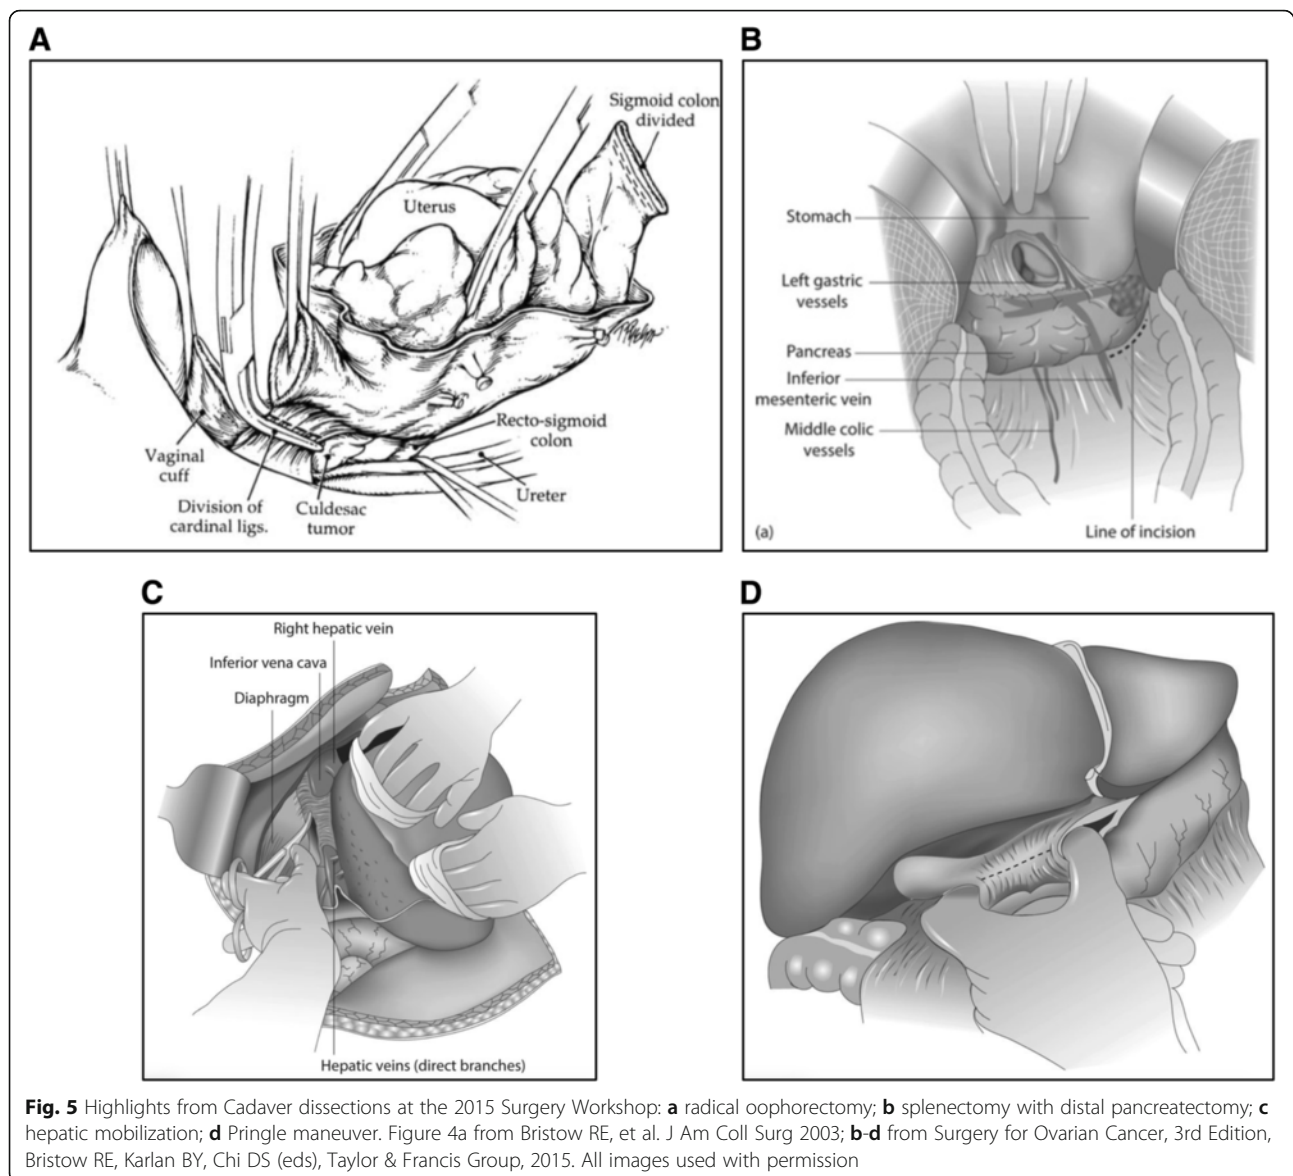 A
Sigmoid colon
divided
Uterus
Recto-sigmoid
colon
Vaginal
cuff
Ureter
Division of
cardinal ligs.
Culdesac
tumor
B
Stomach
Left gastric
vessels
Pancreas
Inferior
mesenteric vein
Middle colic
vessels
(a)
Line of incision
C
Right hepatic vein
Inferior vena cava
Diaphragm
Hepatic veins (direct branches)
D
Fig. 5 Highlights from Cadaver dissections at the 2015 Surgery Workshop: a radical oophorectomy; b splenectomy with distal pancreatectomy; c
hepatic mobilization; d Pringle maneuver. Figure 4a from Bristow RE, et al. J Am Coll Surg 2003; b-d from Surgery for Ovarian Cancer, 3rd Edition,
Bristow RE, Karlan BY, Chi DS (eds), Taylor & Francis Group, 2015. All images used with permission